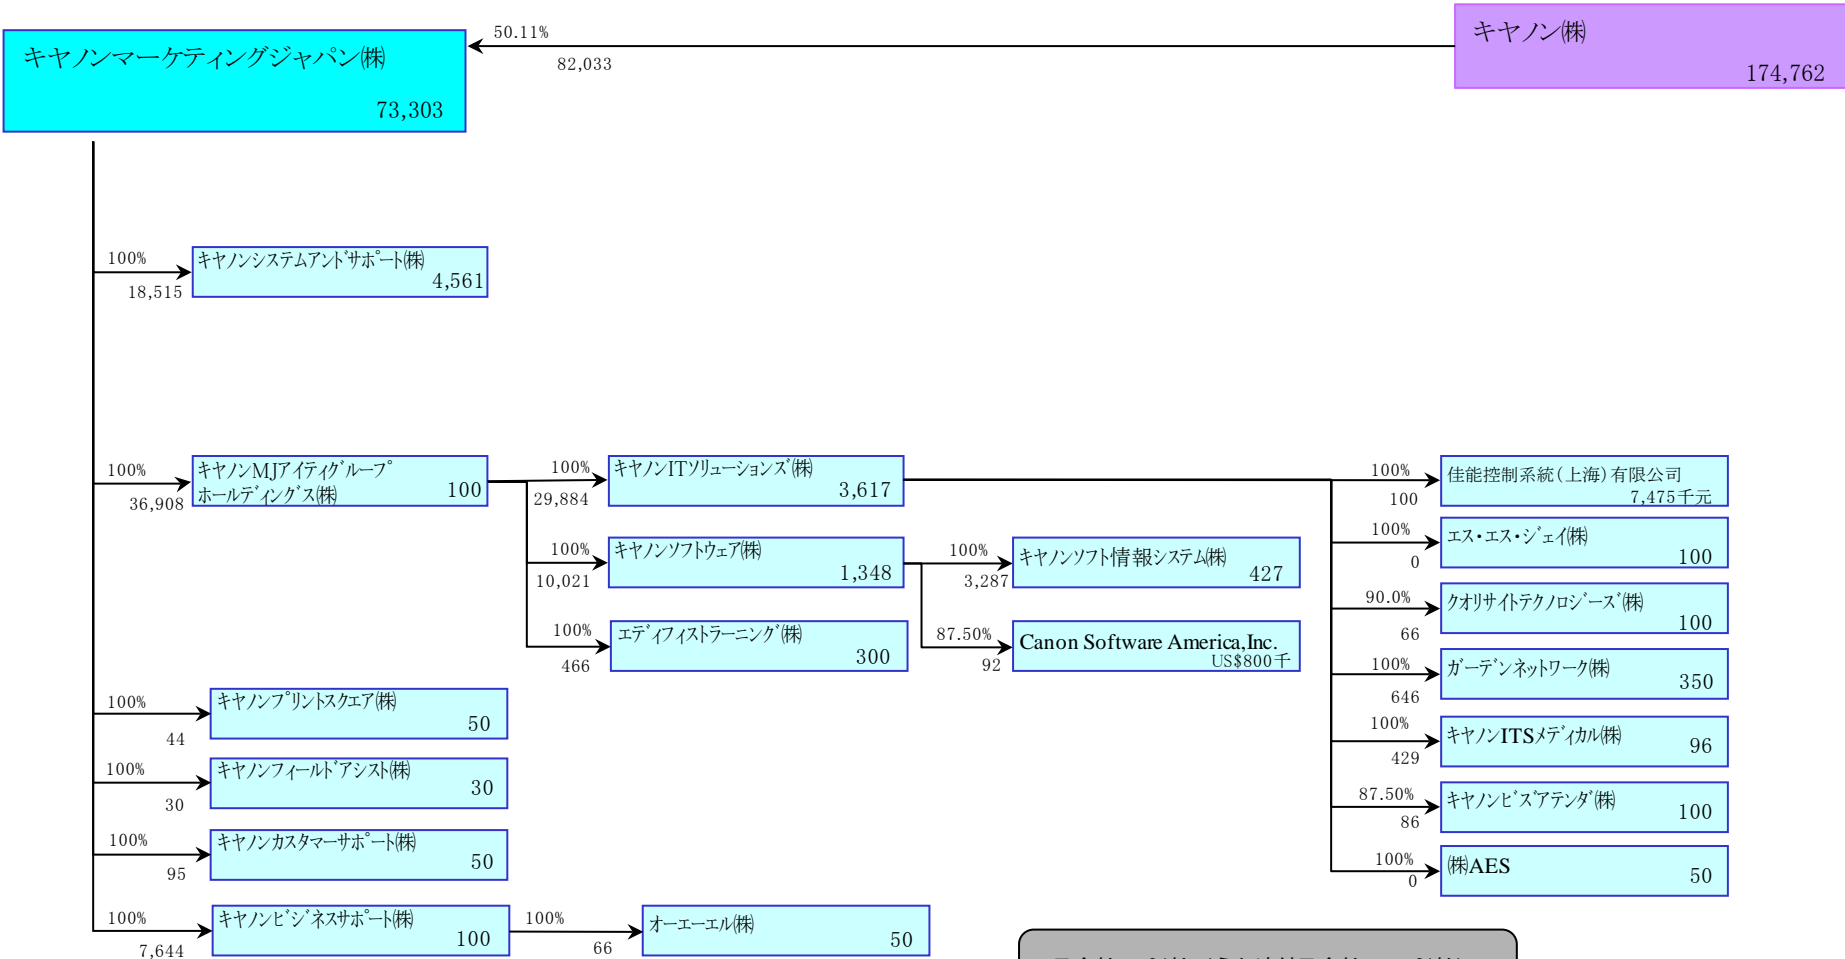 キヤノンマーケティングジャパン㈱
73,303
50.11%
82,033
キヤノン㈱
174,762
100%
18,515
キヤノンシステムアンドサポート㈱
4,561
100%
36,908
キヤノンMJアイティグループ
ホールディングス㈱
100
100%
29,884
キヤノンITソリューションズ㈱
3,617
100%
10,021
キヤノンソフトウェア㈱
1,348
100%
3,287
キヤノンソフト情報システム㈱
427
87.50%
92
Canon Software America,Inc.
US$800千
100%
466
エディフィストラーニング㈱
300
100%
100
佳能控制系統(上海)有限公司
7,475千元
100%
0
エス・エス・ジェイ㈱
100
90.0%
66
クオリサイトテクノロジーズ㈱
100
100%
646
ガーデンネットワーク㈱
350
100%
429
キヤノンITSメディカル㈱
96
87.50%
86
キヤノンビズアテンダ㈱
100
100%
0
㈱AES
50
100%
44
キヤノンプリントスクエア㈱
50
100%
30
キヤノンフィールドアシスト㈱
30
100%
95
キヤノンカスタマーサポート㈱
50
100%
7,644
キヤノンビジネスサポート㈱
100
100%
66
オーエーエル㈱
50